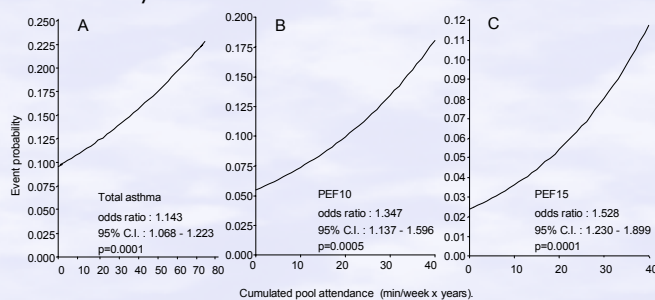 A
B
C
0.250
0.225
0.200
0.175
0.150
0.125
0.100
0.075
0.050
0.025
0.000
Event probability
0 10 20 30 40 50 60 70 80
Total asthma
odds ratio : 1.143
95% C.I. : 1.068 - 1.223
p=0.0001
0.200
0.175
0.150
0.125
0.100
0.075
0.050
0.025
0.000
0 10 20 30 40
PEF10
odds ratio : 1.347
95% C.I. : 1.137 - 1.596
p=0.0005
0.12
0.11
0.10
0.09
0.08
0.07
0.06
0.05
0.04
0.03
0.02
0.01
0.00
0 10 20 30 40
PEF15
odds ratio : 1.528
95% C.I. : 1.230 - 1.899
p=0.0001
Cumulated pool attendance (min/week x years).